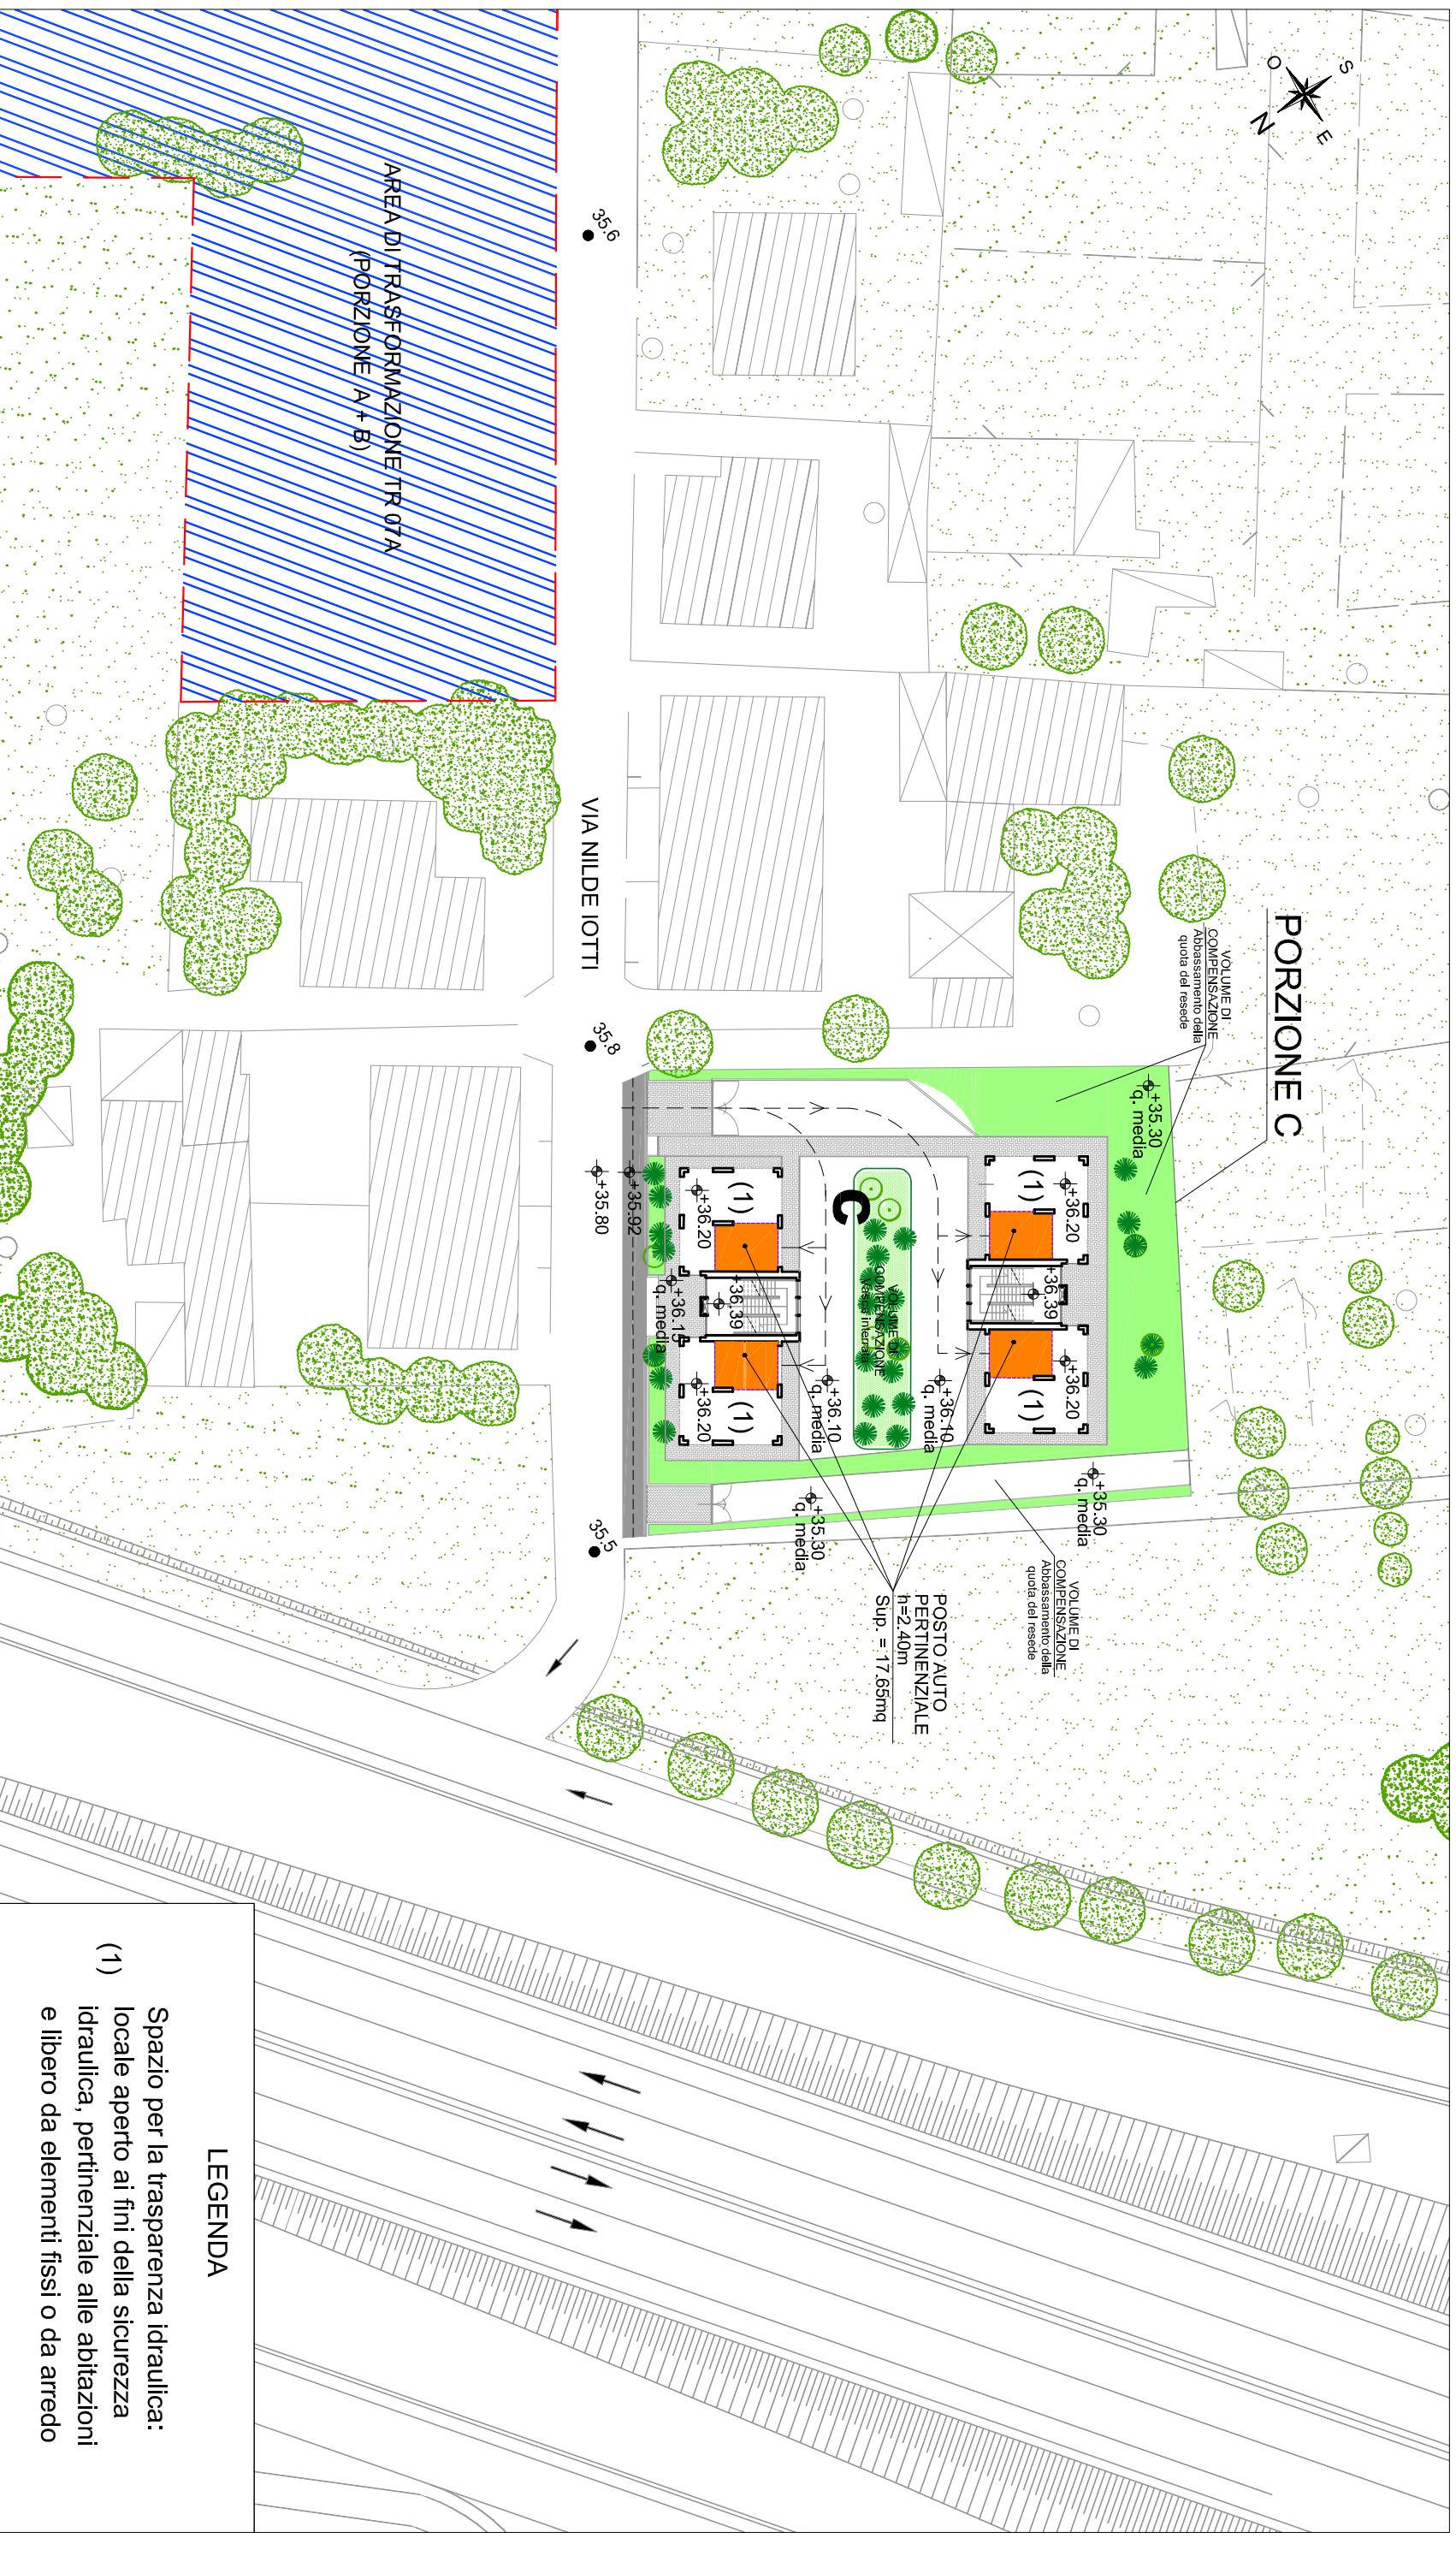 S
O
E
N
PORZIONE C
VOLUME DI
COMPENSAZIONE
Abbassamento della
quota del resede
+35.30
q. media
(1)
+36.20
+36.39
(1)
+36.20
+35.30
q. media
VOLUME DI
COMPENSAZIONE
Abbassamento della
quota del resede
C
VOLUME DI
COMPENSAZIONE
Vasca interrata
+36.10
q. media
+36.10
q. media
+35.30
q. media
POSTO AUTO
PERTINENZIALE
h=2.40m
Sup. = 17.65mq
(1)
+36.20
+36.39
(1)
+36.20
+36.15
q. media
+35.92
+35.80
35.6
35.8
35.5
VIA NILDE IOTTI
AREA DI TRASFORMAZIONE TR 07A
(PORZIONE A + B)
LEGENDA
(1)
Spazio per la trasparenza idraulica:
locale aperto ai fini della sicurezza
idraulica, pertinenziale alle abitazioni
e libero da elementi fissi o da arredo